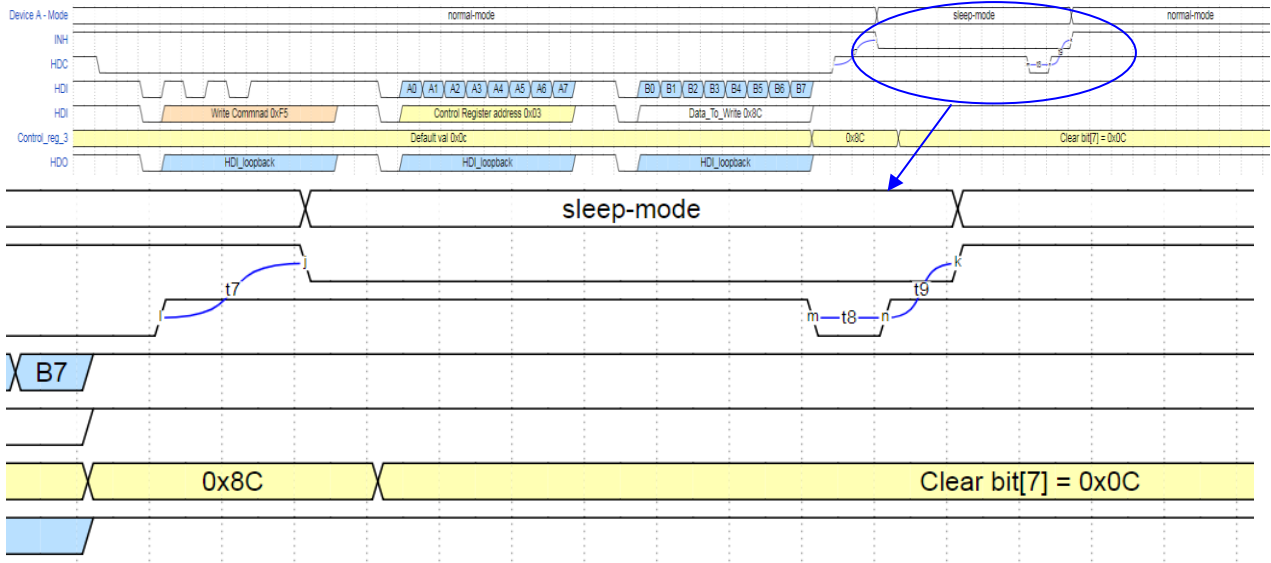 Device A - Mode normal-mode sleep-mode normal-mode
INH
HDC
HDI A0 A1 A2 A3 A4 A5 A6 A7 B0 B1 B2 B3 B4 B5 B6 B7
HDI Write Commnad 0xF5 Control Register address 0x03 Data_To_Write 0x8C
Control_reg_3 Default val 0x0c 0x8C Clear bit[7] = 0x0C
HDO HDI_loopback HDI_loopback HDI_loopback
sleep-mode
j k
t7 t9
l m t8 n
B7
0x8C Clear bit[7] = 0x0C